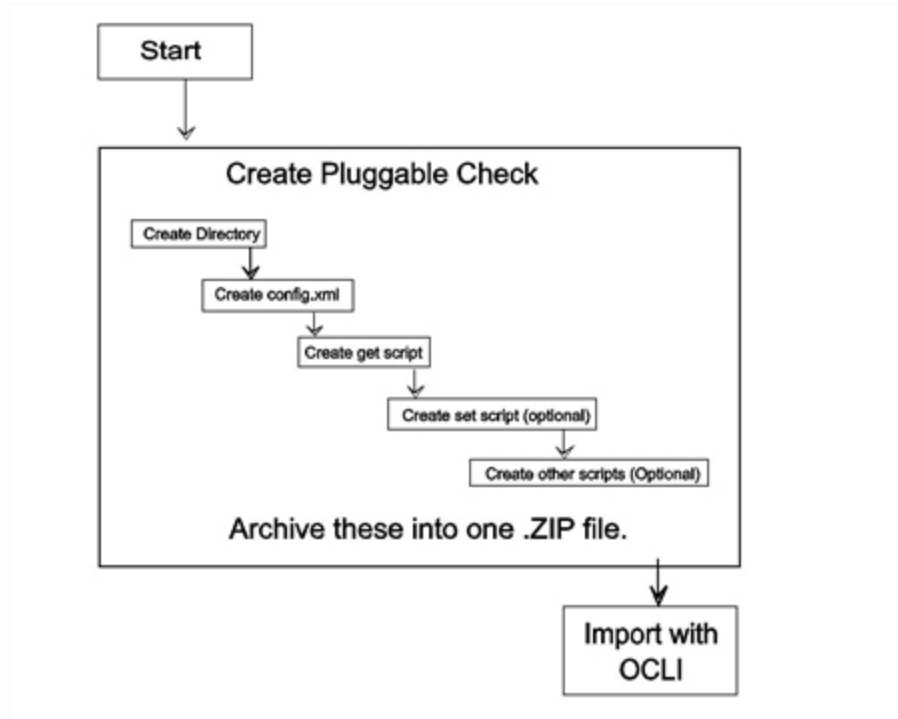 Start
Create Pluggable Check
Create Directory
Create config.xml
Create get script
Create set script (optional)
Create other scripts (Optional)
Archive these into one .ZIP file.
Import with
OCLI